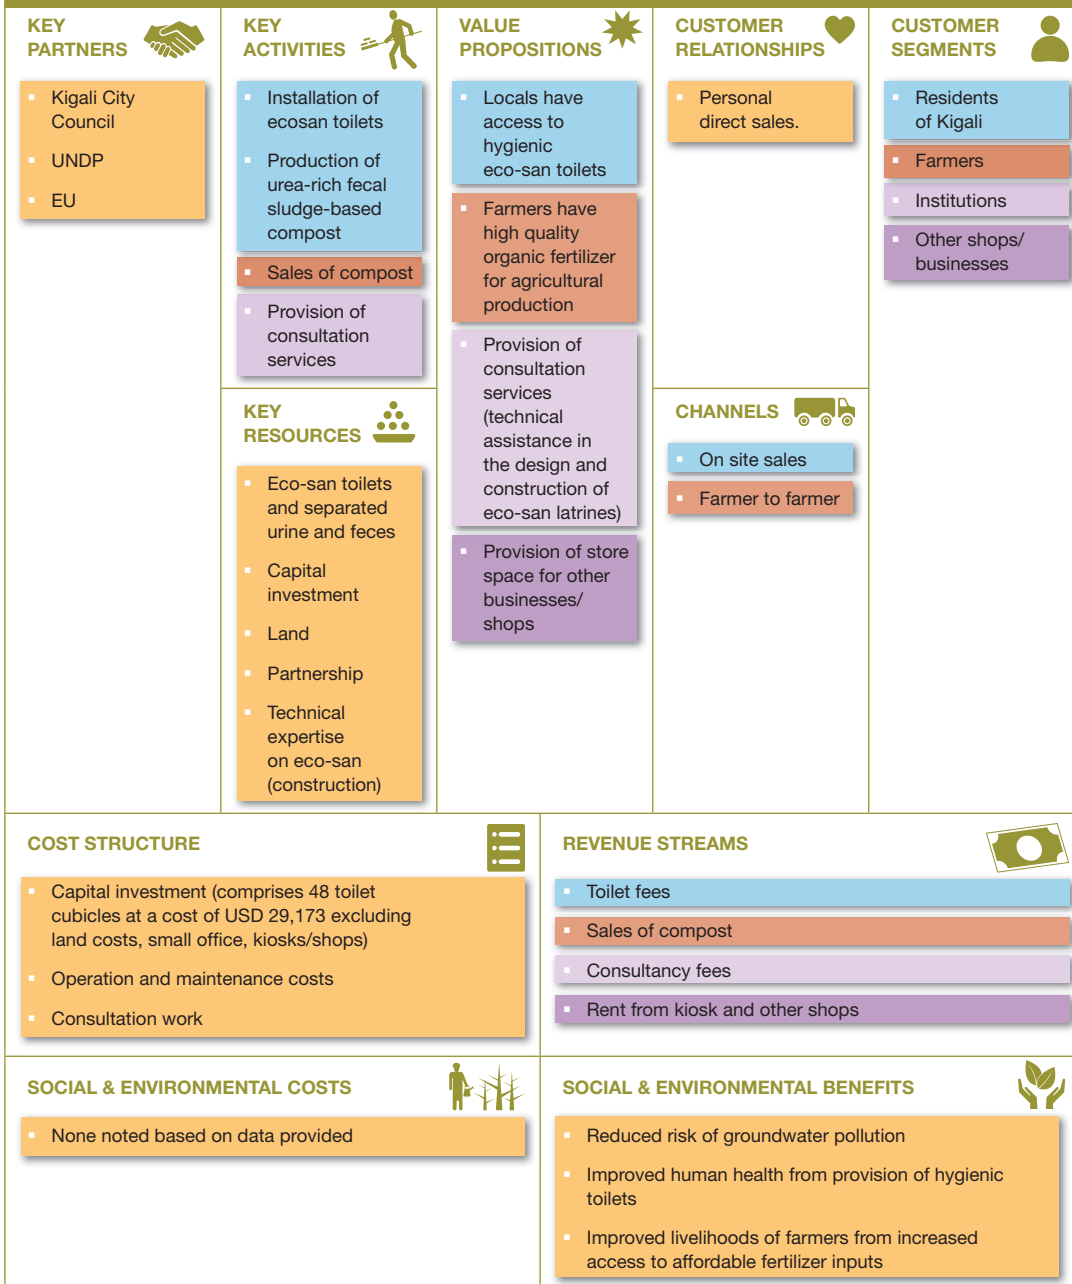 KEY
PARTNERS
Kigali City
Council
UNDP
EU
KEY
ACTIVITIES
Installation of
ecosan toilets
Production of
urea-rich fecal
sludge-based
compost
Sales of compost
Provision of
consultation
services
KEY
RESOURCES
Eco-san toilets
and separated
urine and feces
Capital
investment
Land
Partnership
Technical
expertise
on eco-san
(construction)
VALUE
PROPOSITIONS
Locals have
access to
hygienic
eco-san toilets
Farmers have
high quality
organic fertilizer
for agricultural
production
Provision of
consultation
services
(technical
assistance in
the design and
construction of
eco-san latrines)
Provision of store
space for other
businesses/
shops
CUSTOMER
RELATIONSHIPS
Personal
direct sales.
CHANNELS
On site sales
Farmer to farmer
CUSTOMER
SEGMENTS
Residents
of Kigali
Farmers
Institutions
Other shops/
businesses
COST STRUCTURE
Capital investment (comprises 48 toilet
cubicles at a cost of USD 29,173 excluding
land costs, small office, kiosks/shops)
Operation and maintenance costs
Consultation work
REVENUE STREAMS
Toilet fees
Sales of compost
Consultancy fees
Rent from kiosk and other shops
SOCIAL & ENVIRONMENTAL COSTS
None noted based on data provided
SOCIAL & ENVIRONMENTAL BENEFITS
Reduced risk of groundwater pollution
Improved human health from provision of hygienic
toilets
Improved livelihoods of farmers from increased
access to affordable fertilizer inputs